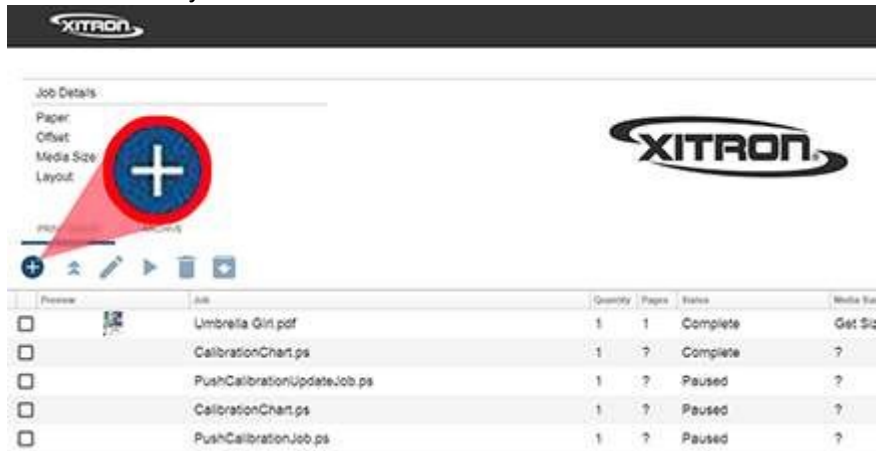 XITRON
Job Details
Paper:
Offset:
Media Size
Layout:
XITRON
Preview Job Quantity Pages Status
Umbrella Girl.pdf 1 1 Complete Get
CalibrationChart.ps 1 ? Complete ?
PushCalibrationUpdateJob.ps 1 ? Paused ?
CalibrationChart.ps 1 ? Paused ?
PushCalibrationJob.ps 1 ? Paused ?